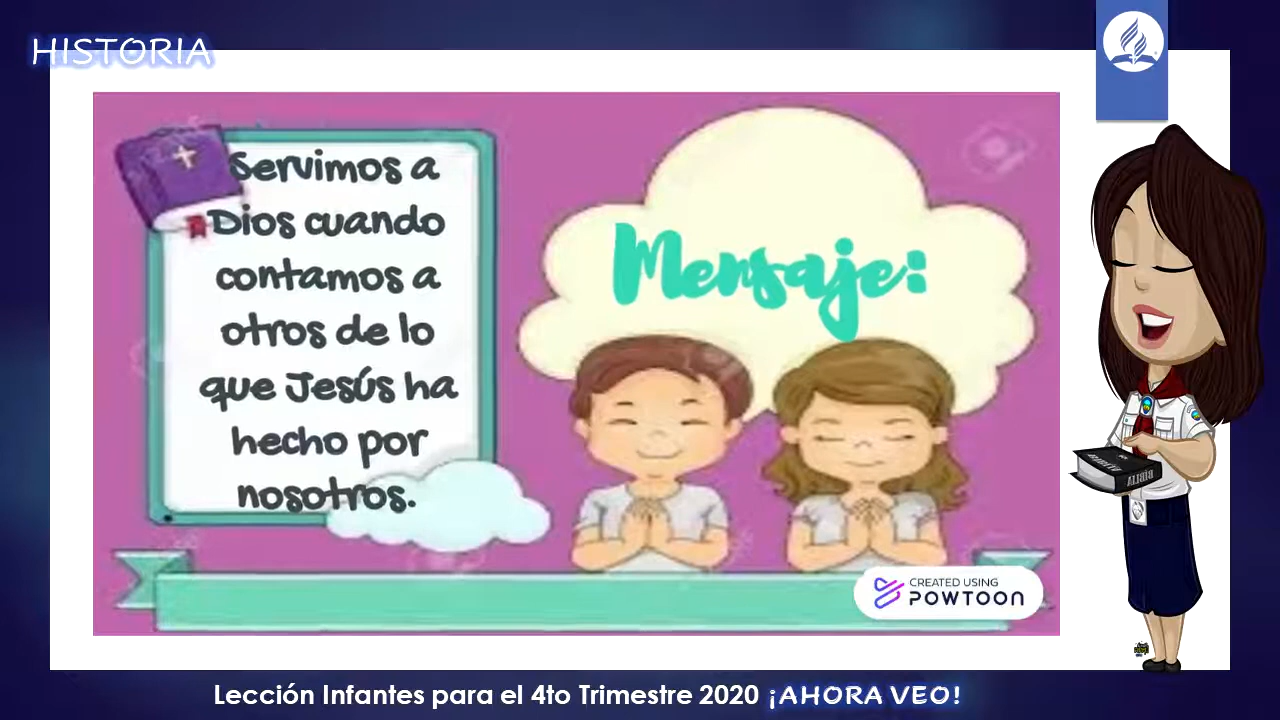 HISTORIA
Servimos a
Dios cuando
contamos a
otros de lo
que Jesús ha
hecho por
nosotros.
Mensaje:
CREATED USING
POWTOON
BIBLIA
Lección Infantes para el 4to Trimestre 2020 ¡AHORA VEO!